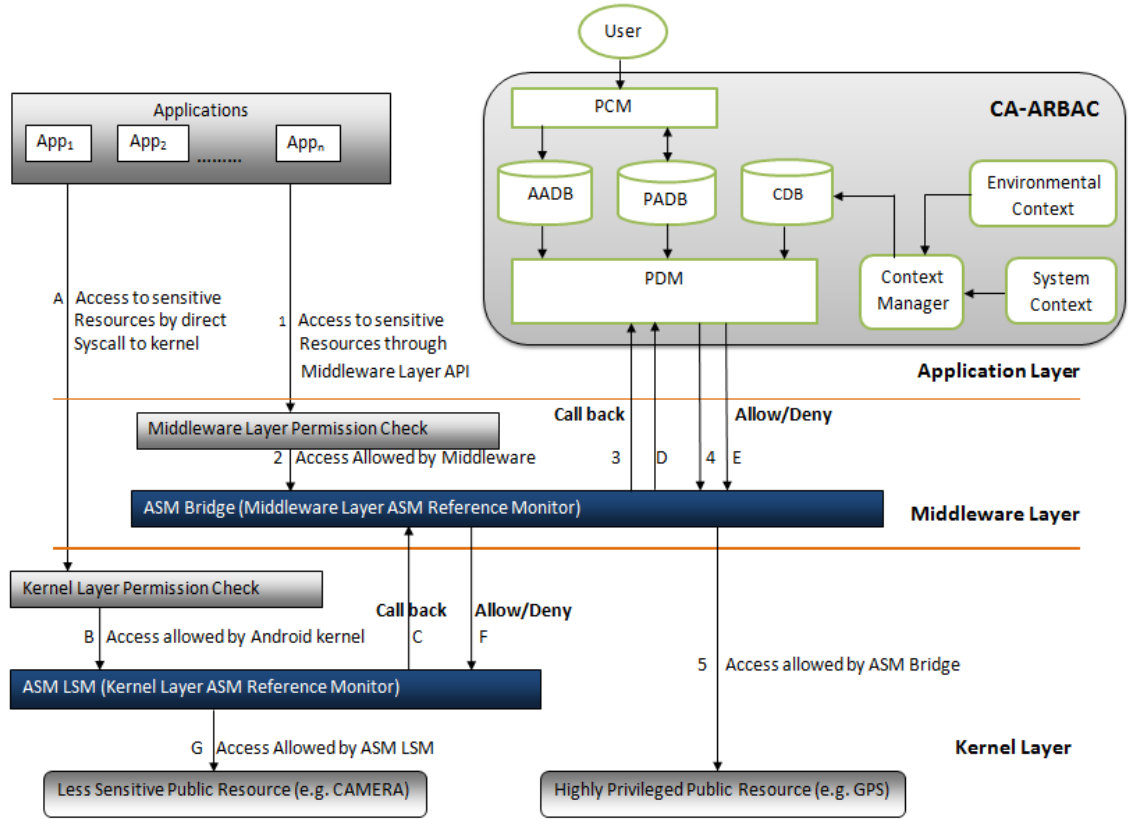 User
CA-ARBAC
PCM
Applications
App1
App2
.........
Appn
AADB
PADB
CDB
Environmental
Context
PDM
Context
Manager
System
Context
A
Access to sensitive
Resources by direct
Syscall to kernel
1
Access to sensitive
Resources through
Middleware Layer API
Application Layer
Call back
Allow/Deny
Middleware Layer Permission Check
2
Access Allowed by Middleware
3
D
4
E
ASM Bridge (Middleware Layer ASM Reference Monitor)
Middleware Layer
Kernel Layer Permission Check
Call back
Allow/Deny
B
Access allowed by Android kernel
C
F
5
Access allowed by ASM Bridge
ASM LSM (Kernel Layer ASM Reference Monitor)
G
Access Allowed by ASM LSM
Kernel Layer
Less Sensitive Public Resource (e.g. CAMERA)
Highly Privileged Public Resource (e.g. GPS)